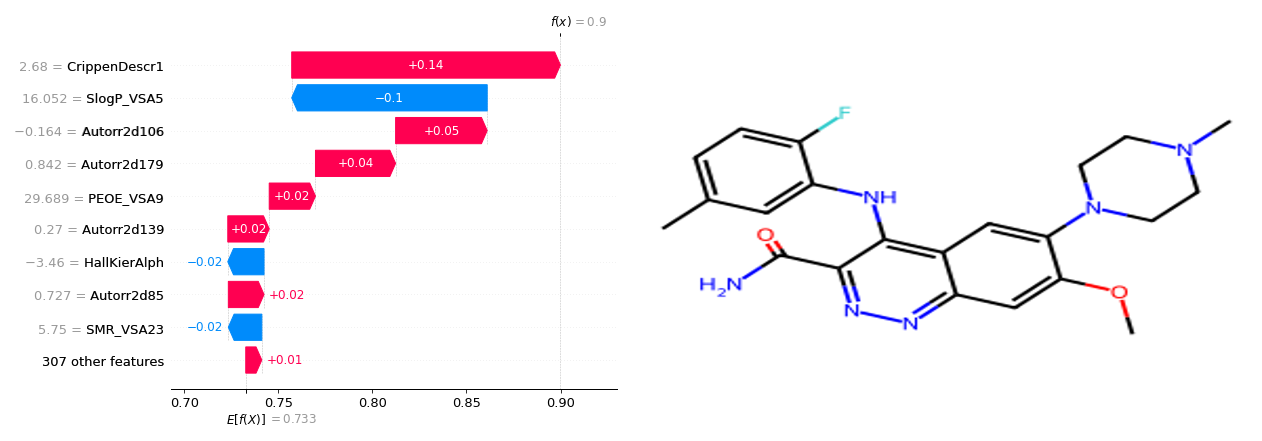 f(x) = 0.9
2.68 = CrippenDescr1
+0.14
16.052 = SlogP_VSA5
−0.1
−0.164 = Autorr2d106
+0.05
0.842 = Autorr2d179
+0.04
29.689 = PEOE_VSA9
+0.02
0.27 = Autorr2d139
+0.02
−3.46 = HallKierAlph
−0.02
0.727 = Autorr2d85
+0.02
5.75 = SMR_VSA23
−0.02
307 other features
+0.01
0.70 0.75 0.80 0.85 0.90
E[f(X)] = 0.733
F
N
NH
N
O
H₂N
O
N
N